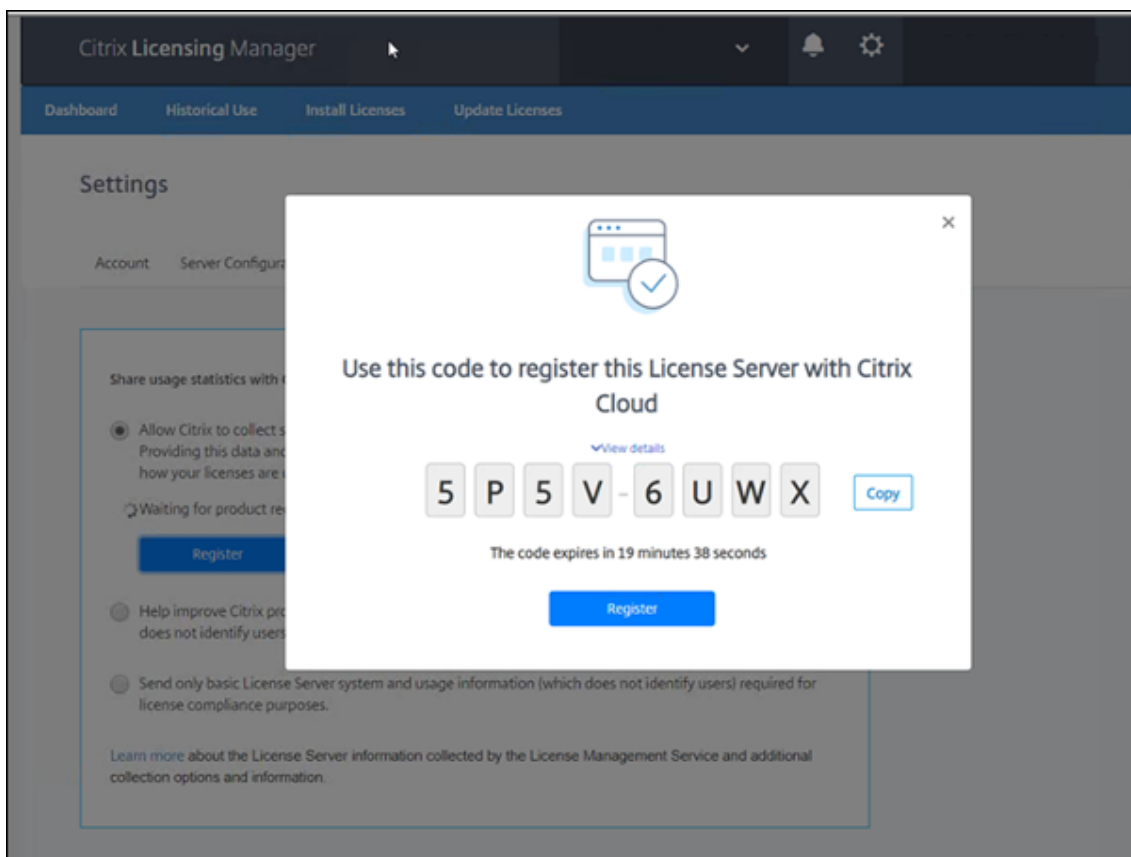 Citrix Licensing Manager
Dashboard Historical Use Install Licenses Update Licenses
Settings
Account Server
Share usage statistics with
Allow Citrix to collect
Providing this data and
how your licenses are
Waiting for product
Register
Help improve Citrix
does not identify users
Send only basic License Server system and usage information (which does not identify users) required for
license compliance purposes.
Learn more about the License Server information collected by the License Management Service and additional
collection options and information.
Use this code to register this License Server with Citrix
Cloud
View details
5 P 5 V - 6 U W X
Copy
The code expires in 19 minutes 38 seconds
Register